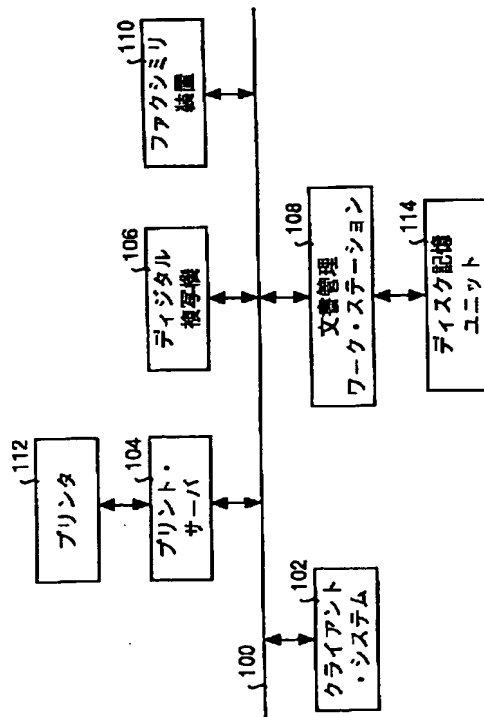 112
プリンタ
104
プリント・
サーバ
106
ディジタル
複写機
110
ファクシミリ
装置
100
102
クライアント
・システム
108
文書管理
ワーク・ステーション
114
ディスク記憶
ユニット